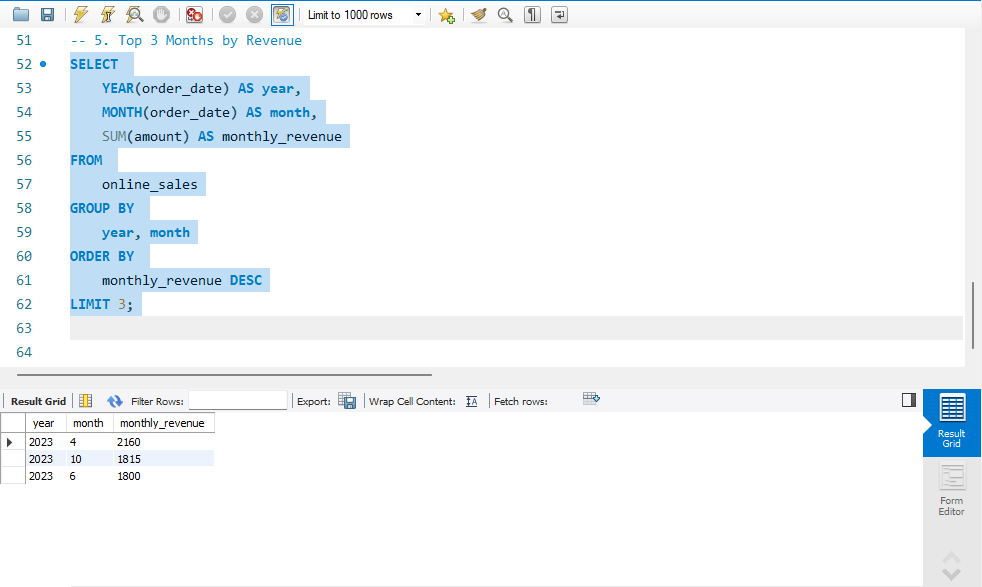 Limit to 1000 rows
51 -- 5. Top 3 Months by Revenue
52 SELECT
53 YEAR(order_date) AS year,
54 MONTH(order_date) AS month,
55 SUM(amount) AS monthly_revenue
56 FROM
57 online_sales
58 GROUP BY
59 year, month
60 ORDER BY
61 monthly_revenue DESC
62 LIMIT 3;
63
64
Result Grid Filter Rows: Export: Wrap Cell Content: IA Fetch rows:
year month monthly_revenue
2023 4 2160
2023 10 1815
2023 6 1800
Result
Grid
Form
Editor